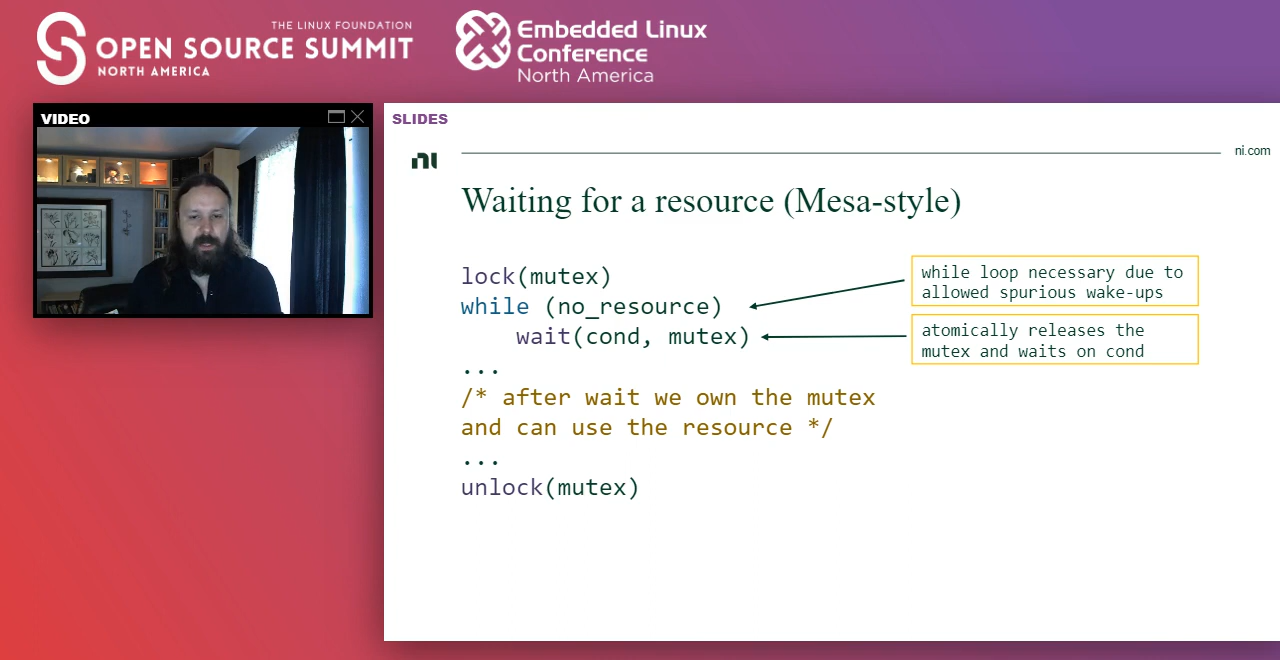 THE LINUX FOUNDATION
OPEN SOURCE SUMMIT
NORTH AMERICA
Embedded Linux
Conference
North America
VIDEO
SLIDES
ni
ni.com
Waiting for a resource (Mesa-style)
lock(mutex)
while (no_resource)
wait(cond, mutex)
...
/* after wait we own the mutex
and can use the resource */
...
unlock(mutex)
while loop necessary due to
allowed spurious wake-ups
atomically releases the
mutex and waits on cond